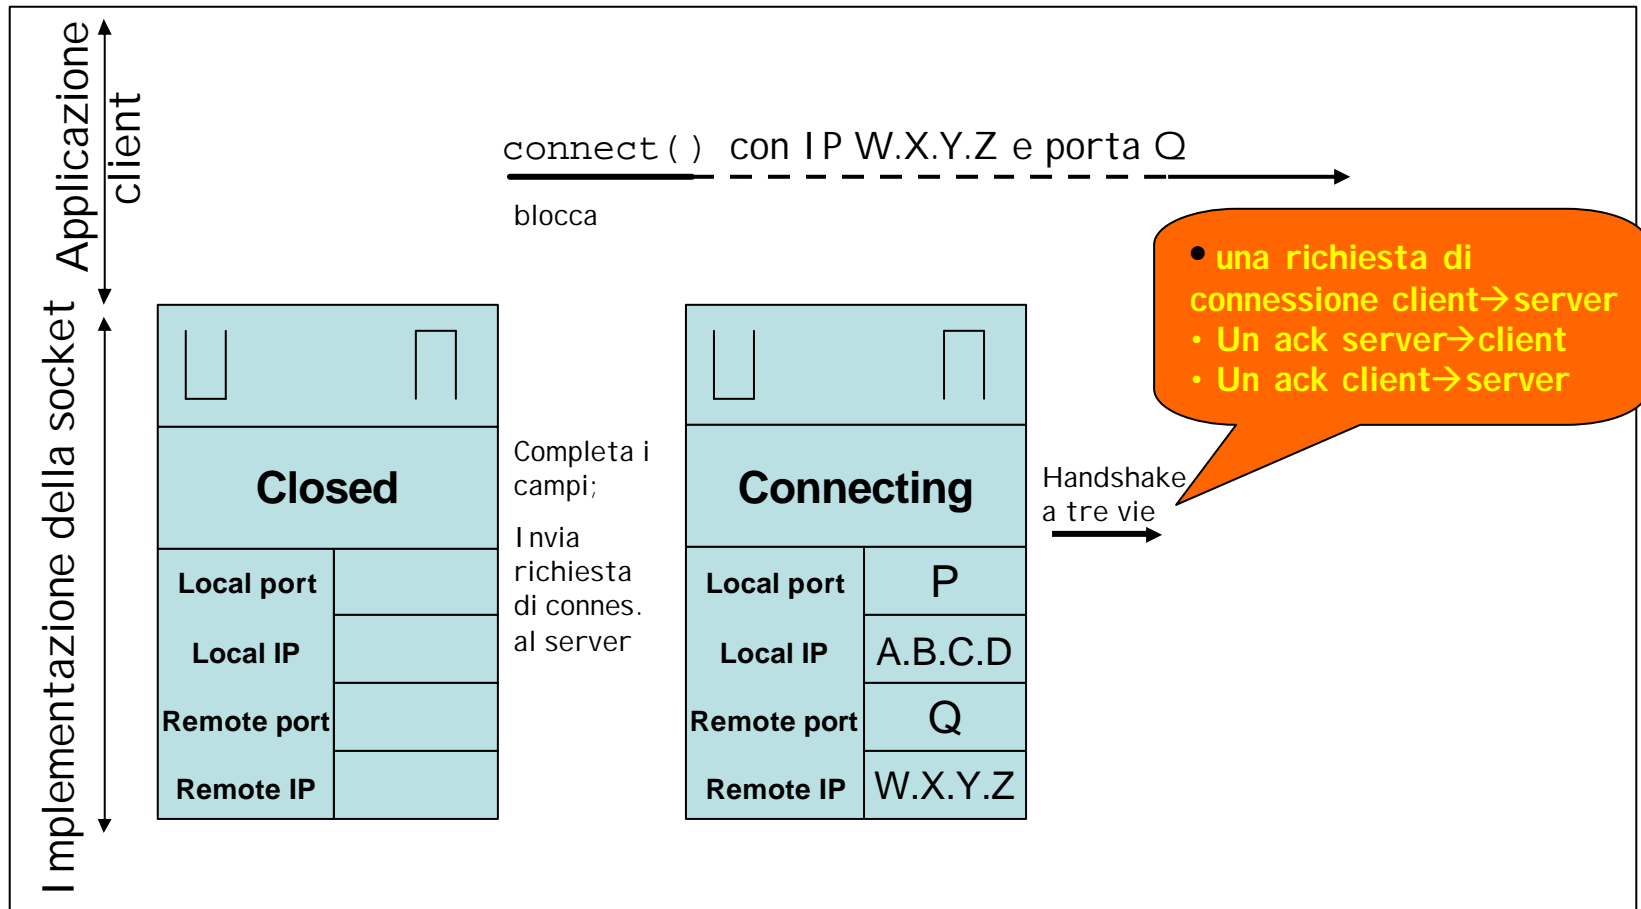 Applicazione
client
Implementazione della socket
connect() con IP W.X.Y.Z e porta Q
blocca
• una richiesta di
connessione client→server
• Un ack server→client
• Un ack client→server
Closed
Local port
Local IP
Remote port
Remote IP
Completa i
campi;
Invia
richiesta
di connes.
al server
Connecting
Local port P
Local IP A.B.C.D
Remote port Q
Remote IP W.X.Y.Z
Handshake
a tre vie